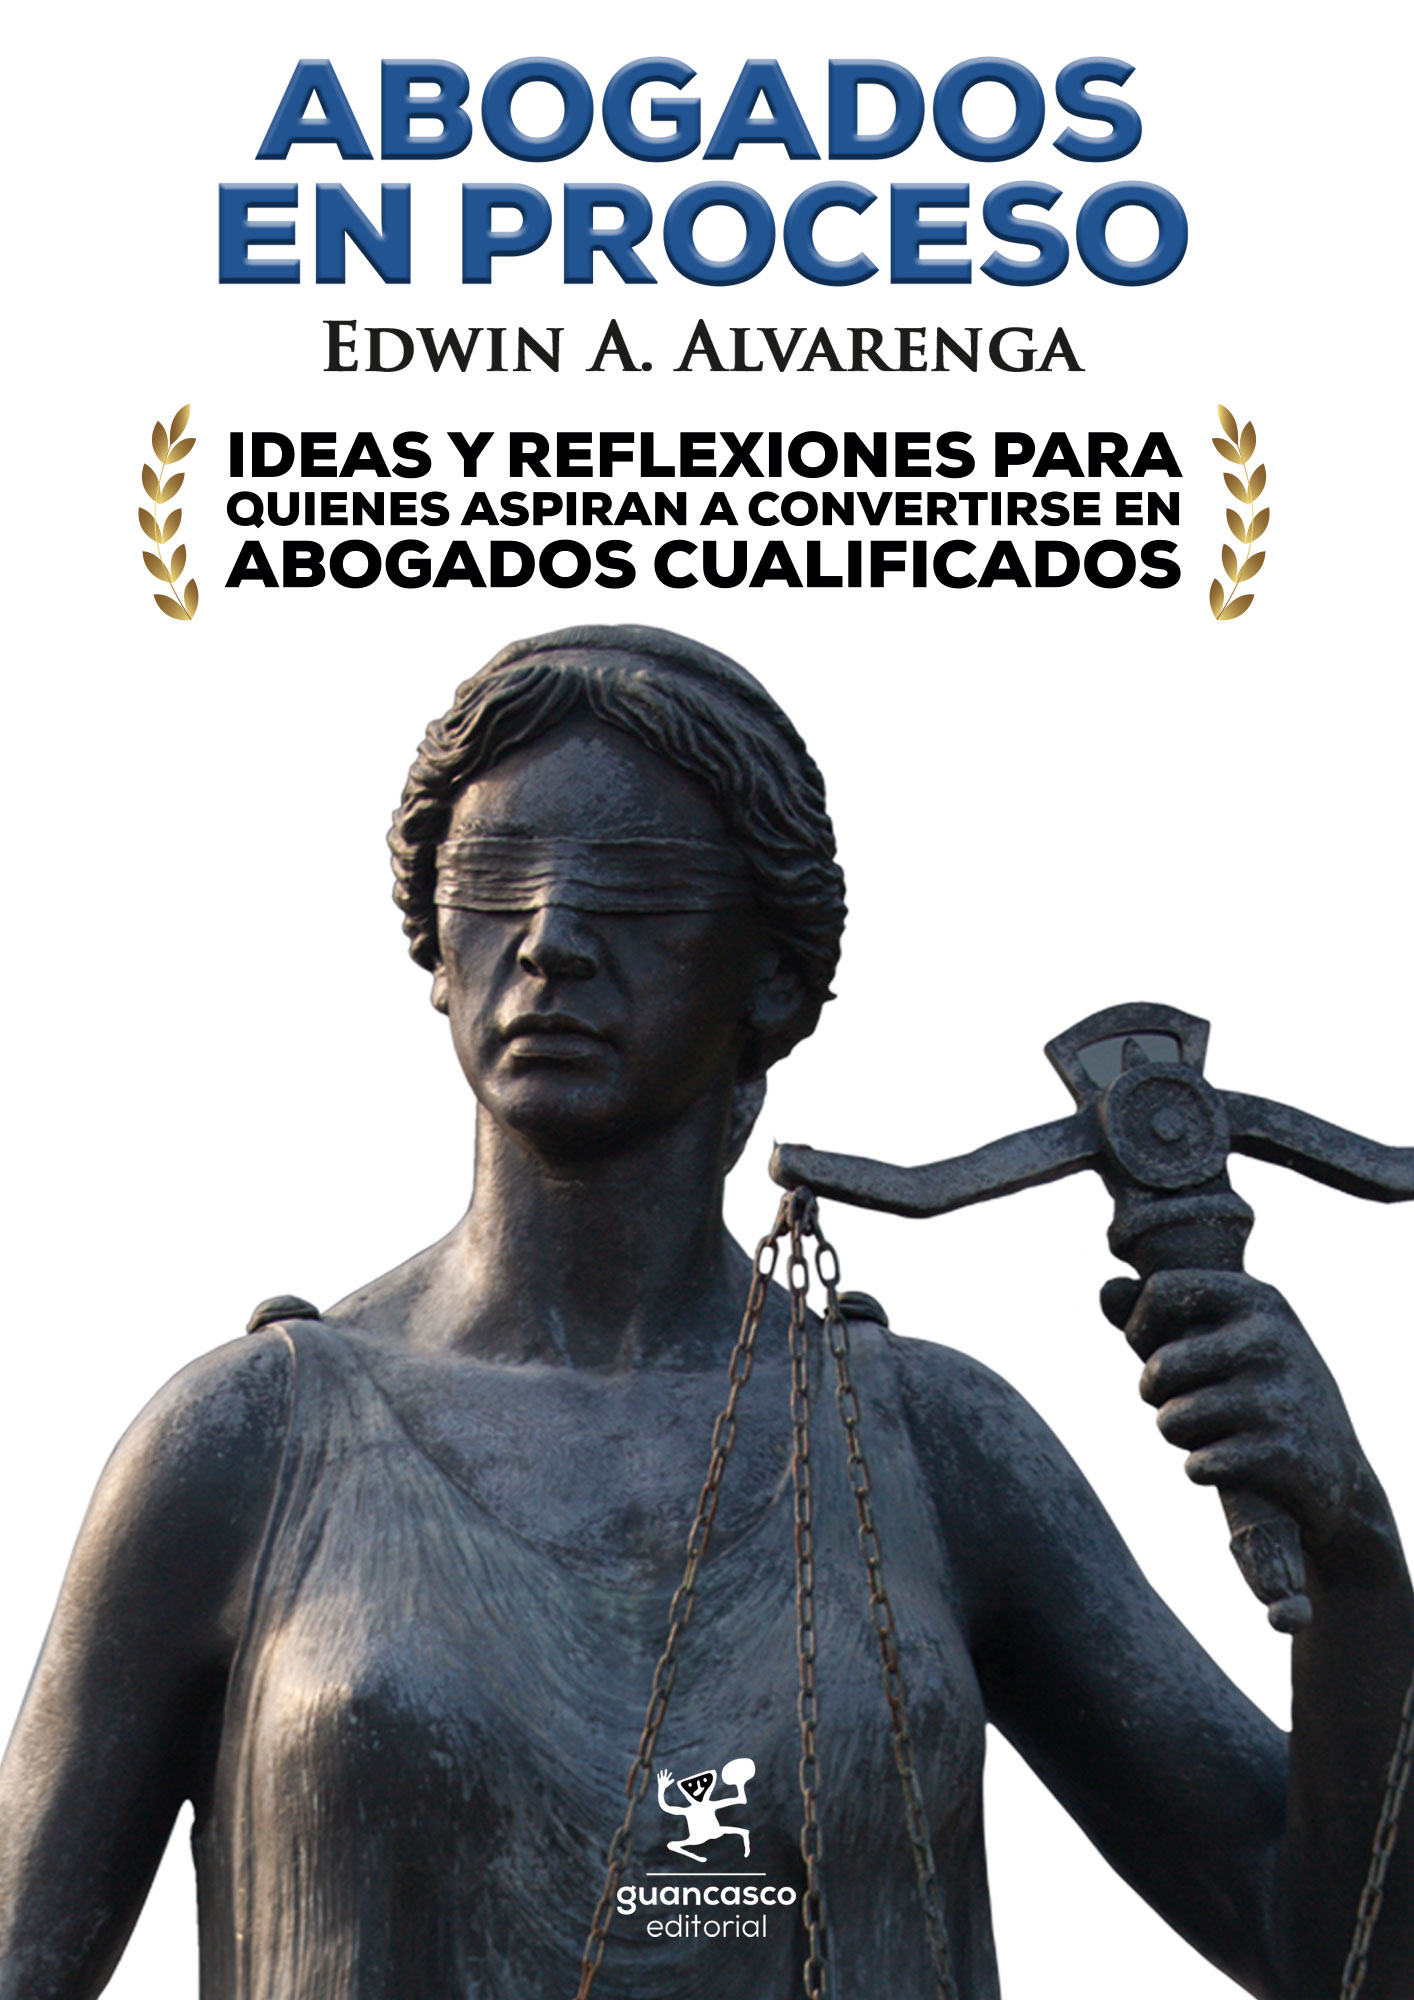 ABOGADOS
EN PROCESO
EDWIN A. ALVARENGA
IDEAS Y REFLEXIONES PARA
QUIENES ASPIRAN A CONVERTIRSE EN
ABOGADOS CUALIFICADOS
guancasco
editorial